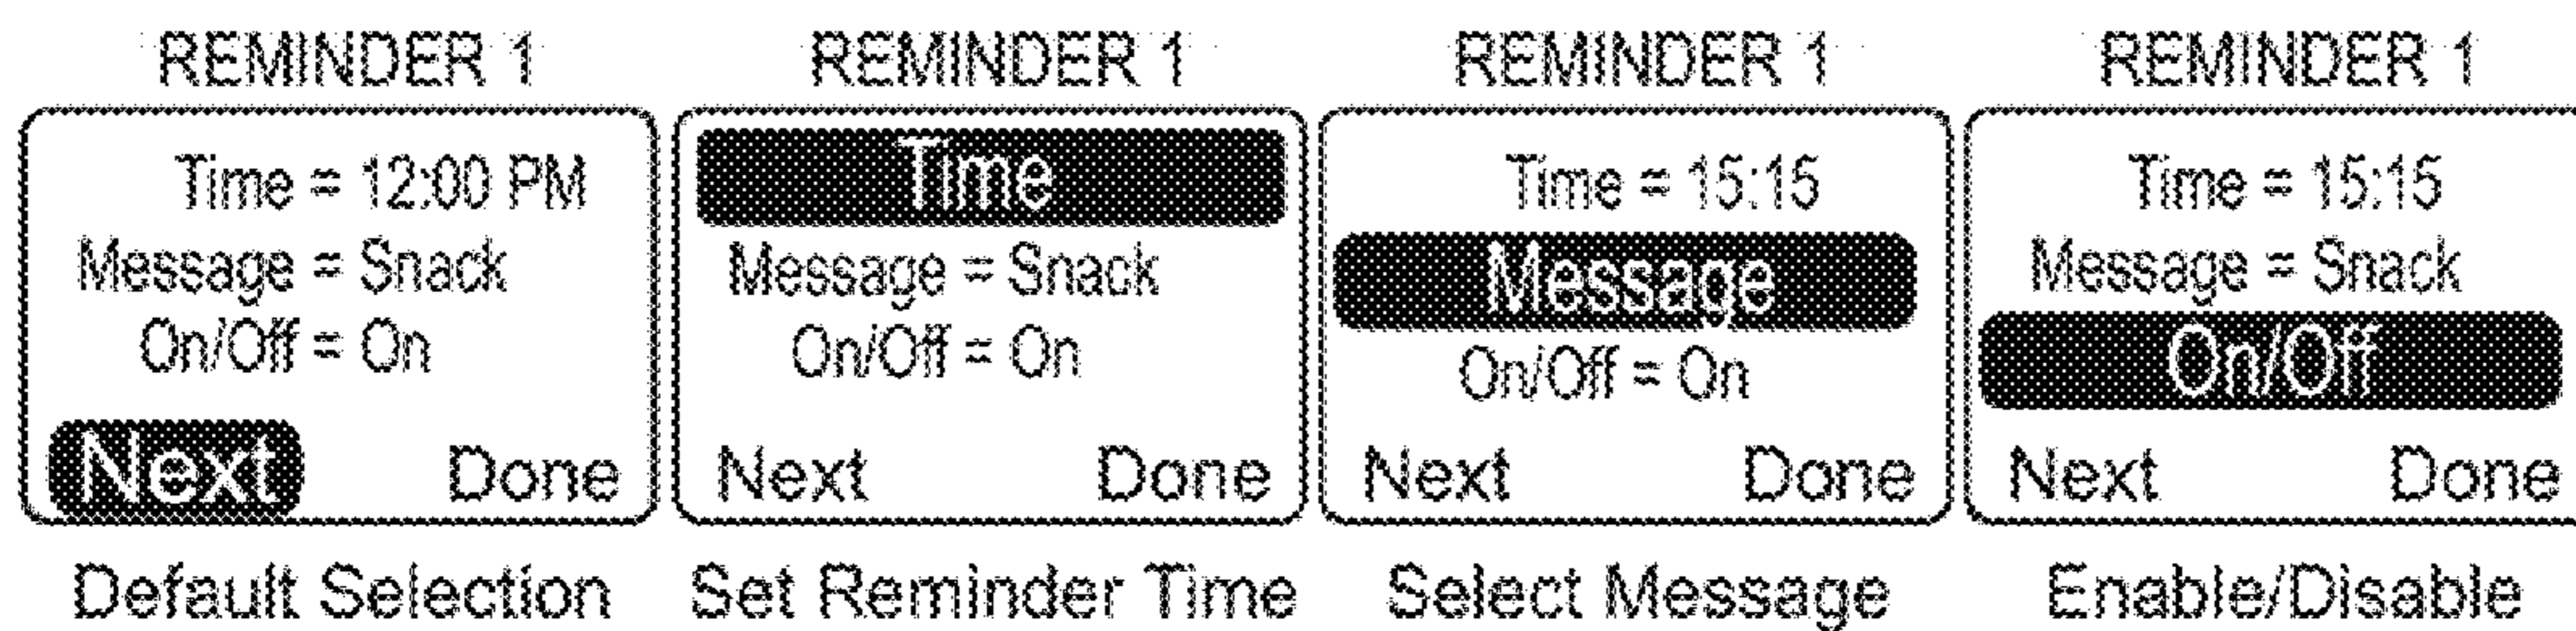 REMINDER 1
Time = 12:00 PM
Message = Snack
On/Off = On
Next Done
Default Selection
REMINDER 1
Time
Message = Snack
On/Off = On
Next Done
Set Reminder Time
REMINDER 1
Time = 15:15
Message
On/Off = On
Next Done
Select Message
REMINDER 1
Time = 15:15
Message = Snack
On/Off
Next Done
Enable/Disable